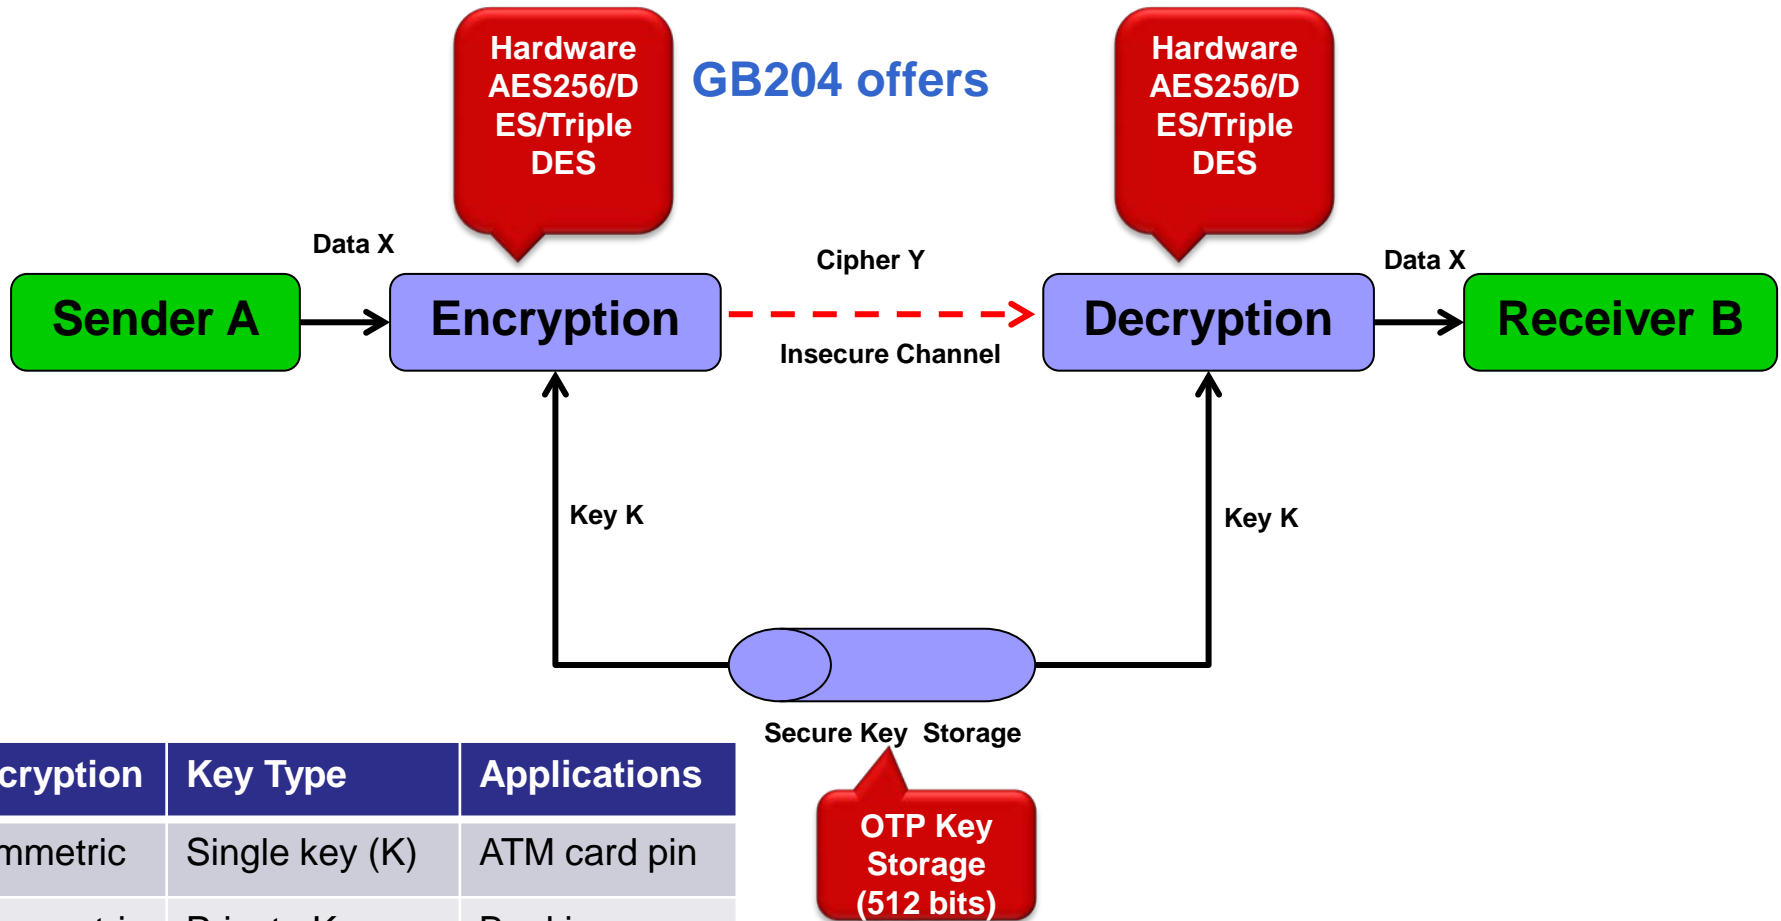 Hardware
AES256/D
ES/Triple
DES
GB204 offers
Hardware
AES256/D
ES/Triple
DES
Data X
Cipher Y
Data X
Sender A
Encryption
Decryption
Receiver B
Insecure Channel
Key K
Key K
Secure Key Storage
cryption Key Type Applications
mmetric Single key (K) ATM card pin
OTP Key
Storage
(512 bits)